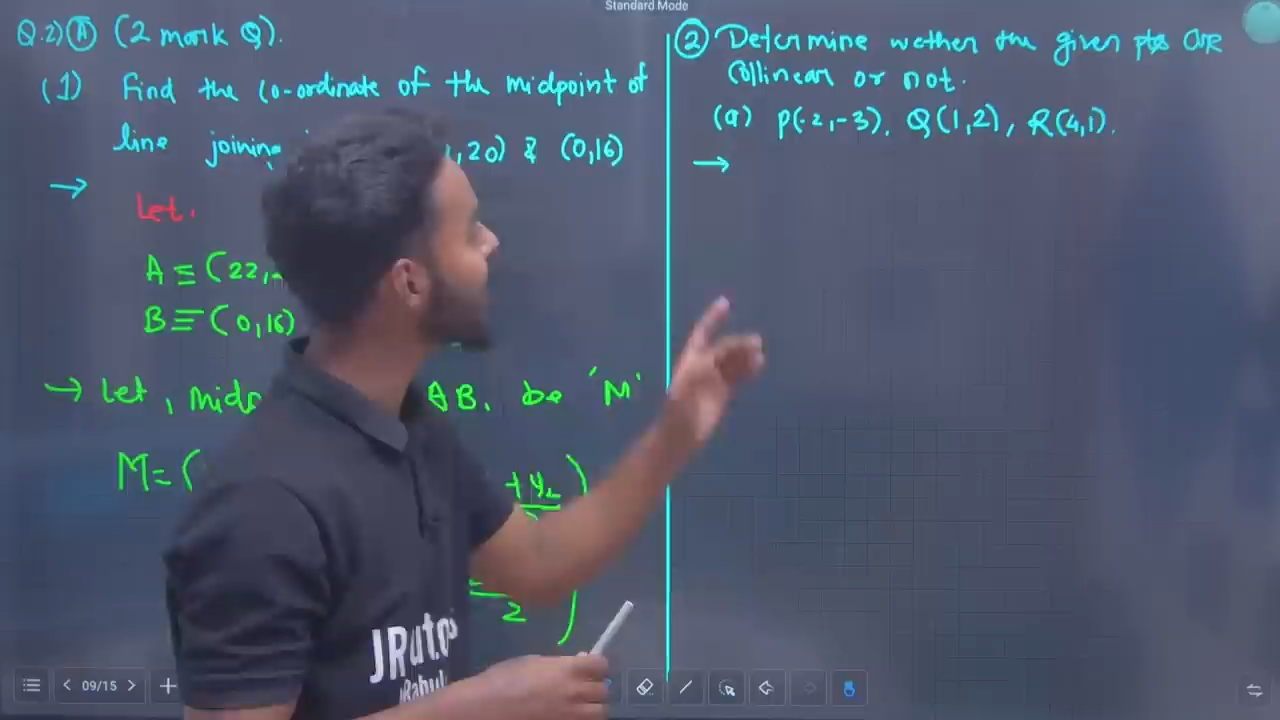 Standard Mode
Q.2) Ⓐ (2 mark Q).
(1) Find the co-ordinate of the midpoint of
line joining ,20) & (0,16)
→
Let,
A ≡ (22,
B ≡ (0,16)
→ Let, AB, be 'M'
M = ( + y₂ )
2
② Determine wether the given pts are
Collinear or not.
(a) P(-2,-3), Q(1,2), R(4,1).
→
09/15